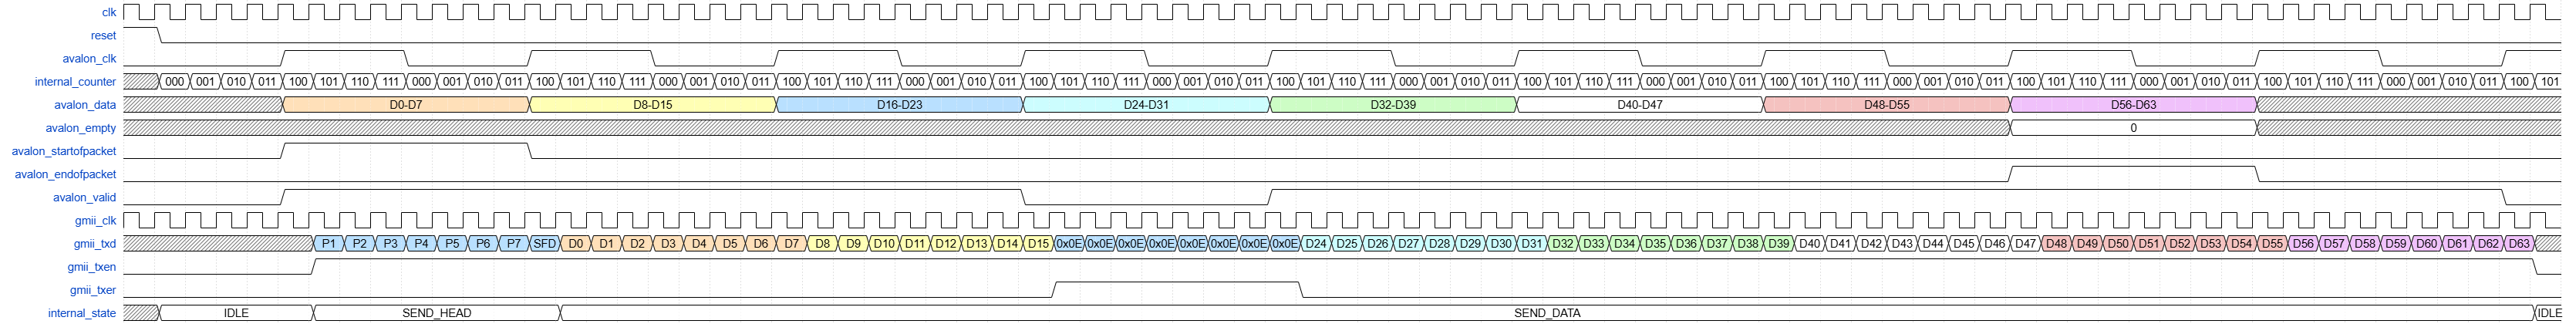 clk
reset
avalon_clk
internal_counter 000 001 010 011 100 101 110 111 000 001 010 011 100 101 110 111 000 001 010 011 100 101 110 111 000 001 010 011 100 101 110 111 000 001 010 011 100 101 110 111 000 001 010 011 100 101 110 111 000 001 010 011 100 101 110 111 000 001 010 011 100 101 110 111 000 001 010 011 100 101 110 111 000 001 010 011 100 101
avalon_data D0-D7 D8-D15 D16-D23 D24-D31 D32-D39 D40-D47 D48-D55 D56-D63
avalon_empty 0
avalon_startofpacket
avalon_endofpacket
avalon_valid
gmii_clk
gmii_txd P1 P2 P3 P4 P5 P6 P7 SFD D0 D1 D2 D3 D4 D5 D6 D7 D8 D9 D10 D11 D12 D13 D14 D15 0x0E 0x0E 0x0E 0x0E 0x0E 0x0E 0x0E 0x0E D24 D25 D26 D27 D28 D29 D30 D31 D32 D33 D34 D35 D36 D37 D38 D39 D40 D41 D42 D43 D44 D45 D46 D47 D48 D49 D50 D51 D52 D53 D54 D55 D56 D57 D58 D59 D60 D61 D62 D63
gmii_txen
gmii_txer
internal_state IDLE SEND_HEAD SEND_DATA IDLE